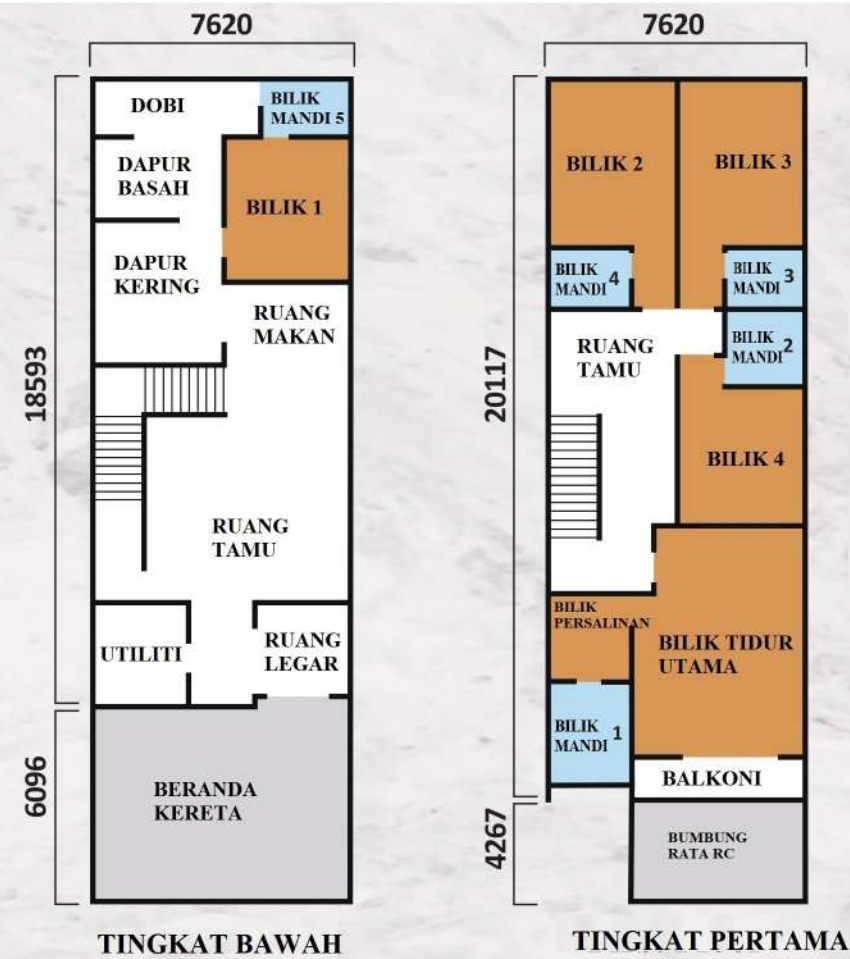 7620
18593
6096
DOBI
BILIK
MANDI 5
DAPUR
BASAH
BILIK 1
DAPUR
KERING
RUANG
MAKAN
RUANG
TAMU
UTILITI
RUANG
LEGAR
BERANDA
KERETA
TINGKAT BAWAH
7620
20117
4267
BILIK 2
BILIK 3
BILIK
MANDI 4
BILIK
MANDI 3
RUANG
TAMU
BILIK
MANDI 2
BILIK 4
BILIK
PERSALINAN
BILIK TIDUR
UTAMA
BILIK
MANDI 1
BALKONI
BUMBUNG
RATA RC
TINGKAT PERTAMA